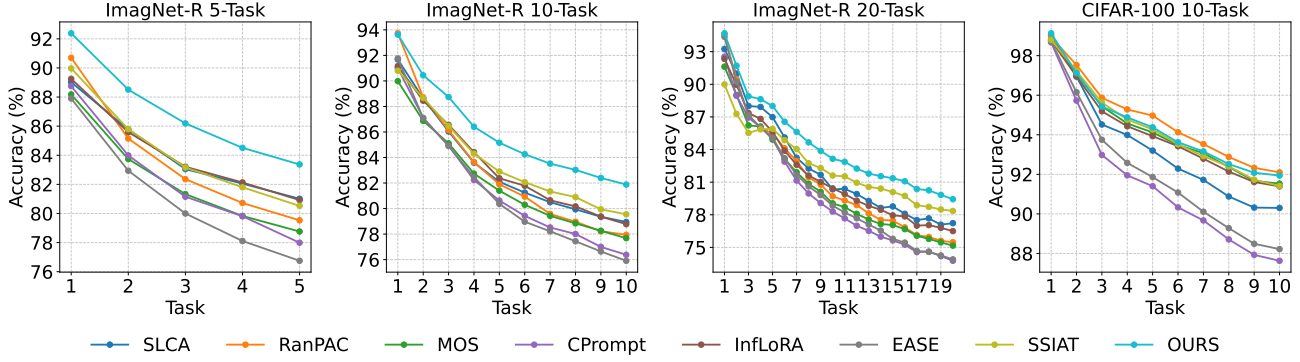 ImagNet-R 5-Task
Accuracy (%)
92
90
88
86
84
82
80
78
76
1 2 3 4 5
Task
ImagNet-R 10-Task
Accuracy (%)
94
92
90
88
86
84
82
80
78
76
1 2 3 4 5 6 7 8 9 10
Task
ImagNet-R 20-Task
Accuracy (%)
93
90
87
84
81
78
75
1 3 5 7 9 11 13 15 17 19
Task
CIFAR-100 10-Task
Accuracy (%)
98
96
94
92
90
88
1 2 3 4 5 6 7 8 9 10
Task
SLCA RanPAC MOS CPrompt InfLoRA EASE SSIAT OURS